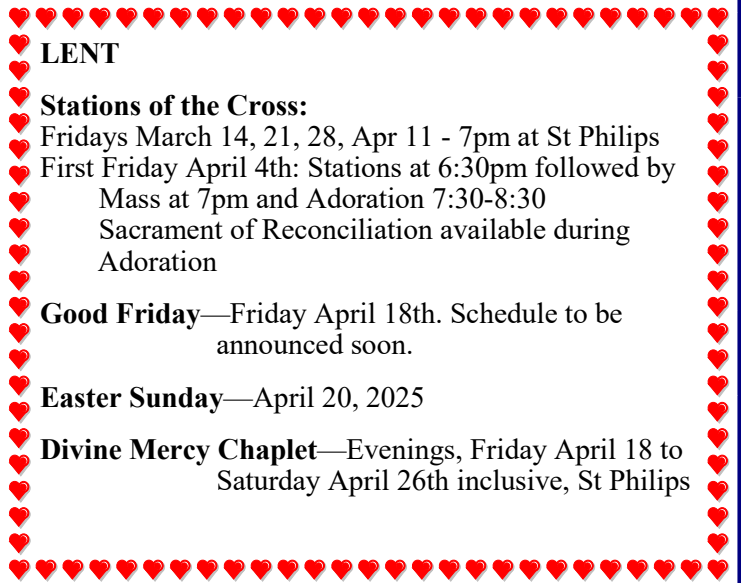 LENT
Stations of the Cross:
Fridays March 14, 21, 28, Apr 11 - 7pm at St Philips
First Friday April 4th: Stations at 6:30pm followed by
Mass at 7pm and Adoration 7:30-8:30
Sacrament of Reconciliation available during
Adoration
Good Friday—Friday April 18th. Schedule to be
announced soon.
Easter Sunday—April 20, 2025
Divine Mercy Chaplet—Evenings, Friday April 18 to
Saturday April 26th inclusive, St Philips